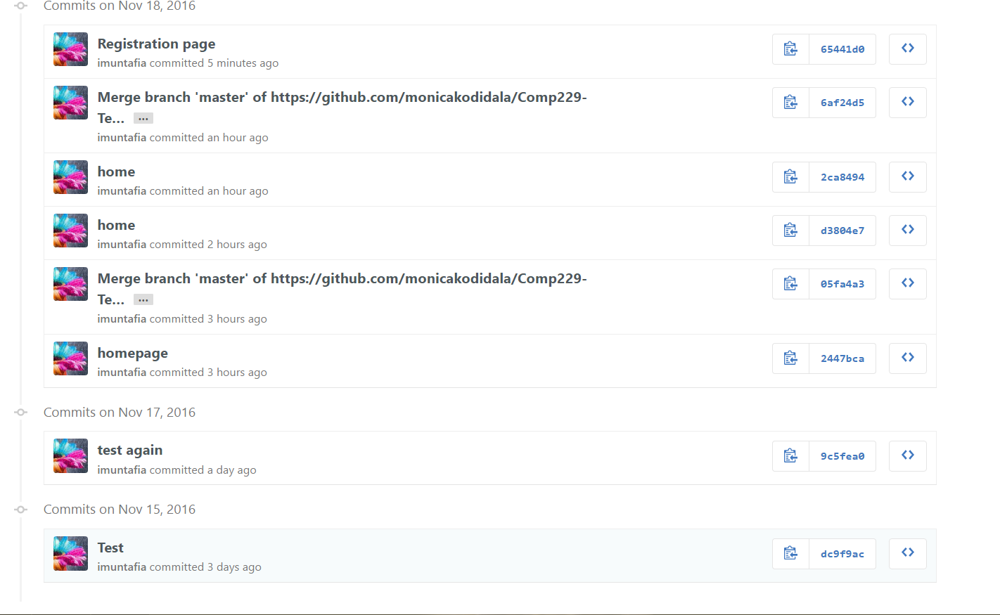 Commits on Nov 18, 2016
Registration page
imuntafia committed 5 minutes ago
65441d0
Merge branch 'master' of https://github.com/monicakodidala/Comp229-
Te... ...
imuntafia committed an hour ago
6af24d5
home
imuntafia committed an hour ago
2ca8494
home
imuntafia committed 2 hours ago
d3804e7
Merge branch 'master' of https://github.com/monicakodidala/Comp229-
Te... ...
imuntafia committed 3 hours ago
05fa4a3
homepage
imuntafia committed 3 hours ago
2447bca
Commits on Nov 17, 2016
test again
imuntafia committed a day ago
9c5fea0
Commits on Nov 15, 2016
Test
imuntafia committed 3 days ago
dc9f9ac